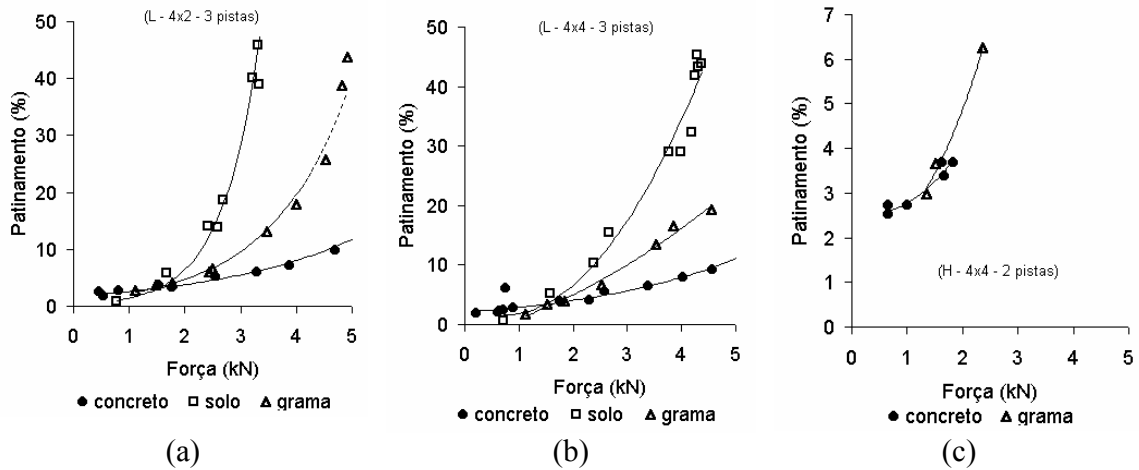 (L - 4x2 - 3 pistas)
50
40
30
20
10
0
Patinamento (%)
0 1 2 3 4 5
Força (kN)
● concreto □ solo △ grama
(a)
(L - 4x4 - 3 pistas)
50
40
30
20
10
0
Patinamento (%)
0 1 2 3 4 5
Força (kN)
● concreto □ solo △ grama
(b)
7
6
5
4
3
2
1
0
Patinamento (%)
(H - 4x4 - 2 pistas)
0 1 2 3 4 5
Força (kN)
● concreto △ grama
(c)